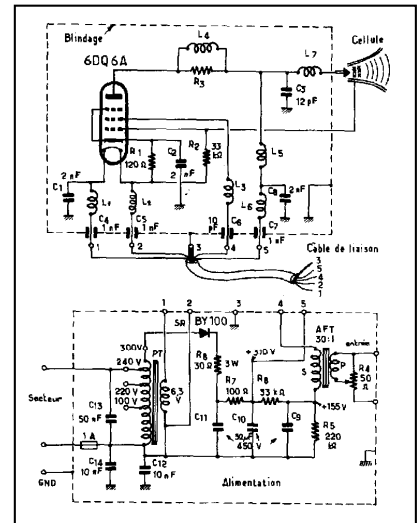 Blindage
6DQ6A
L4
R3
L7
Cellule
C3
12 pF
C1
2 nF
R1
120 Ω
C2
2 nF
R2
33 kΩ
L5
L1
L2
L3
L6
C8
2 nF
C4
1 nF
C5
1 nF
10 pF
C6
C7
1 nF
1 2 3 4 5
Câble de liaison
3
5
4
2
1
1 2 3 4 5
300V
240 V
220 V
100 V
PT
6,3 V
SR
BY100
R6
30 Ω
3W
R7
100 Ω
R8
33 kΩ
+310 V
AFT
30:1
entrée
S
P
R4
50 Ω
+155V
R5
220 kΩ
Secteur
C13
50 nF
1 A
C14
10 nF
GND
C12
10 nF
C11
C10
50 µF
450 V
C9
Alimentation